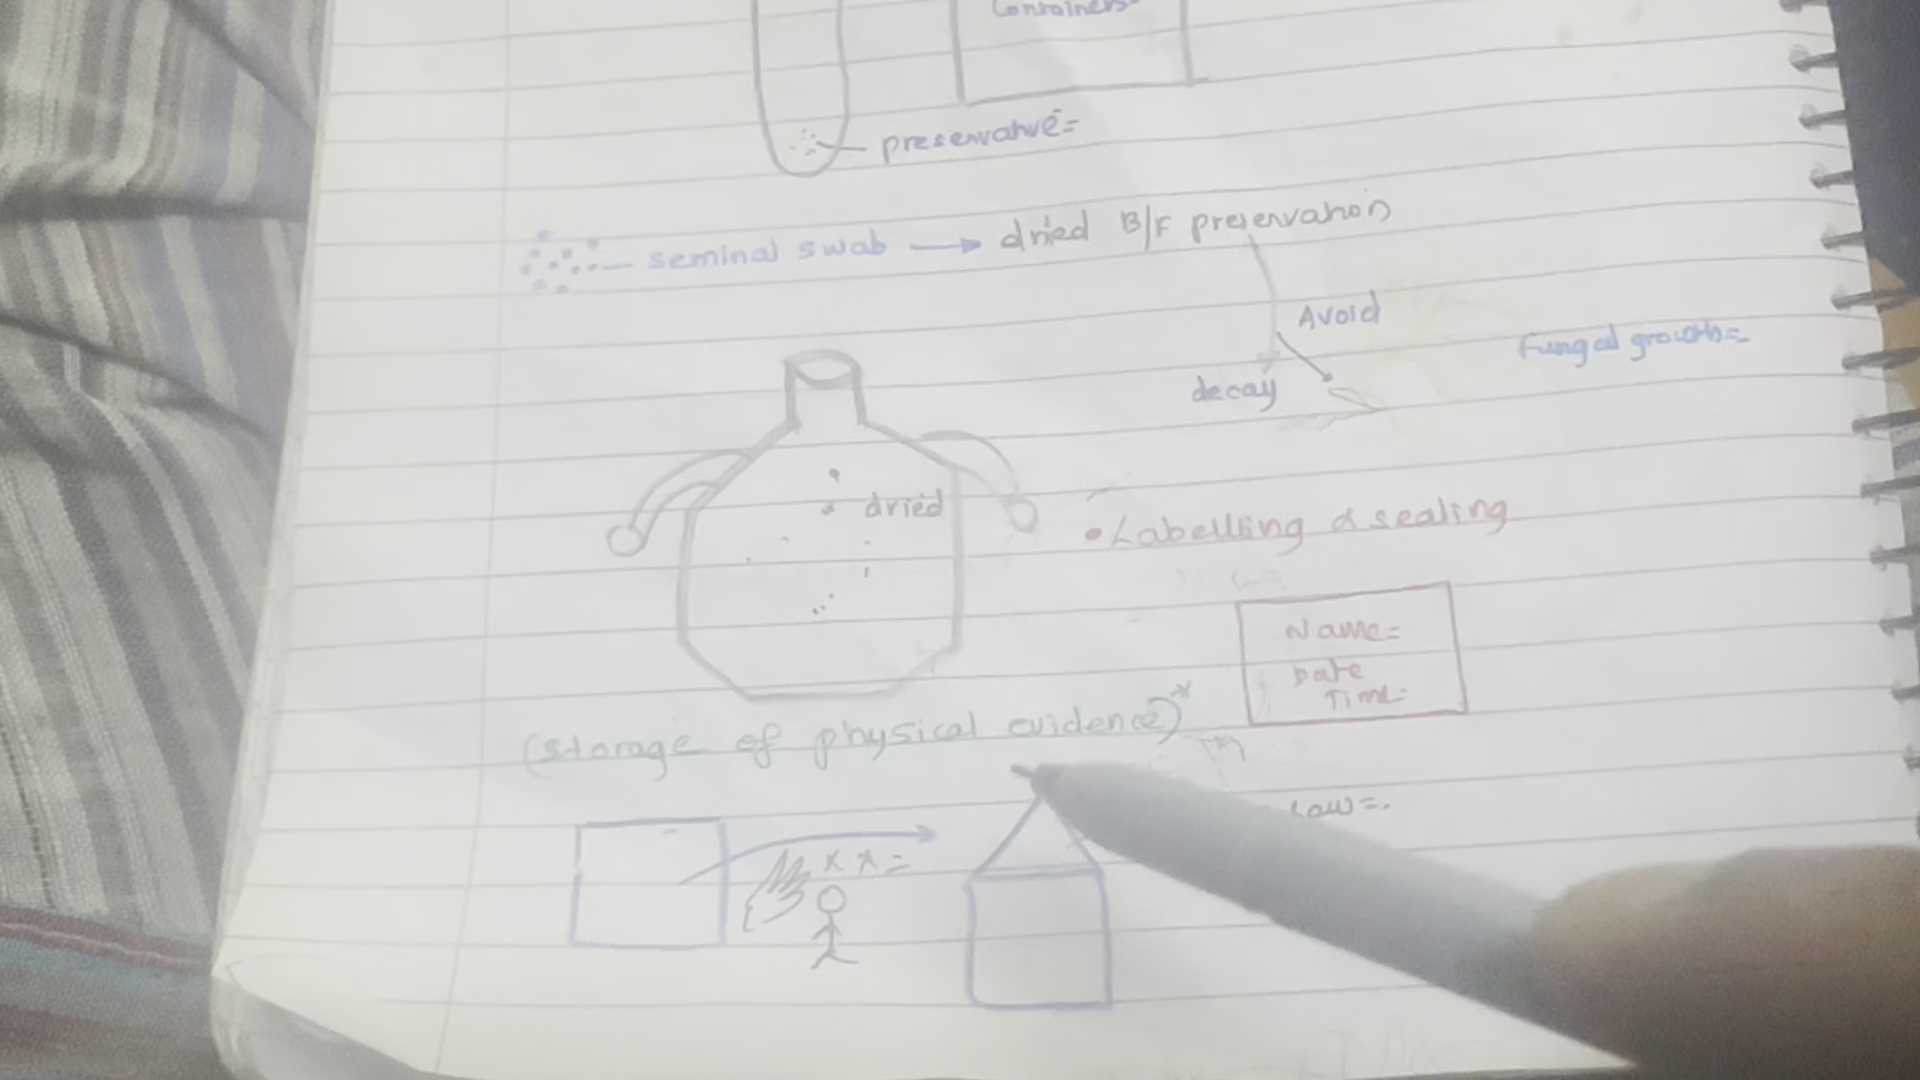 Containers-
preservative=
seminal swab → dried B/F preservation
Avoid
Fungal growth=
decay
dried
• Labelling & sealing
Name=
Date
Time=
(storage of physical evidence)*
Law=.
x x =